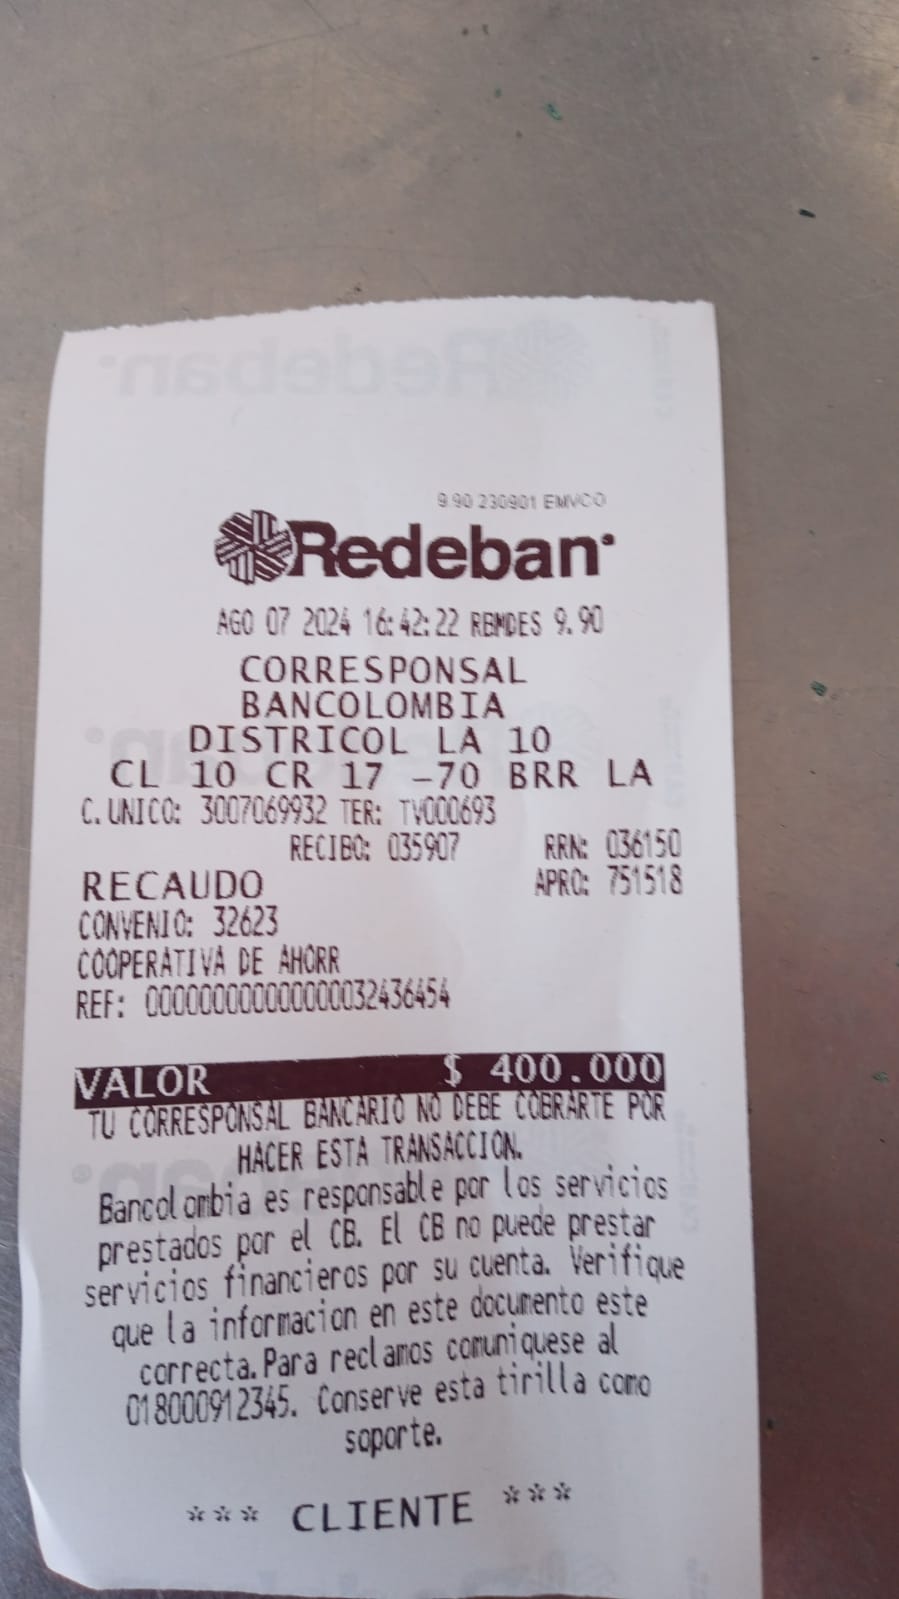 9.90 230901 EMVCO
Redeban
AGO 07 2024 16:42:22 RBMDES 9.90
CORRESPONSAL
BANCOLOMBIA
DISTRICOL LA 10
CL 10 CR 17 -70 BRR LA
C. UNICO: 3007069932 TER: TV000693
RECIBO: 035907 RRN: 036150
RECAUDO APRO: 751518
CONVENIO: 32623
COOPERATIVA DE AHORR
REF: 000000000000000032436454
VALOR $ 400.000
TU CORRESPONSAL BANCARIO NO DEBE COBRARTE POR
HACER ESTA TRANSACCION.
Bancolombia es responsable por los servicios
prestados por el CB. El CB no puede prestar
servicios financieros por su cuenta. Verifique
que la informacion en este documento este
correcta. Para reclamos comuniquese al
018000912345. Conserve esta tirilla como
soporte.
*** CLIENTE ***